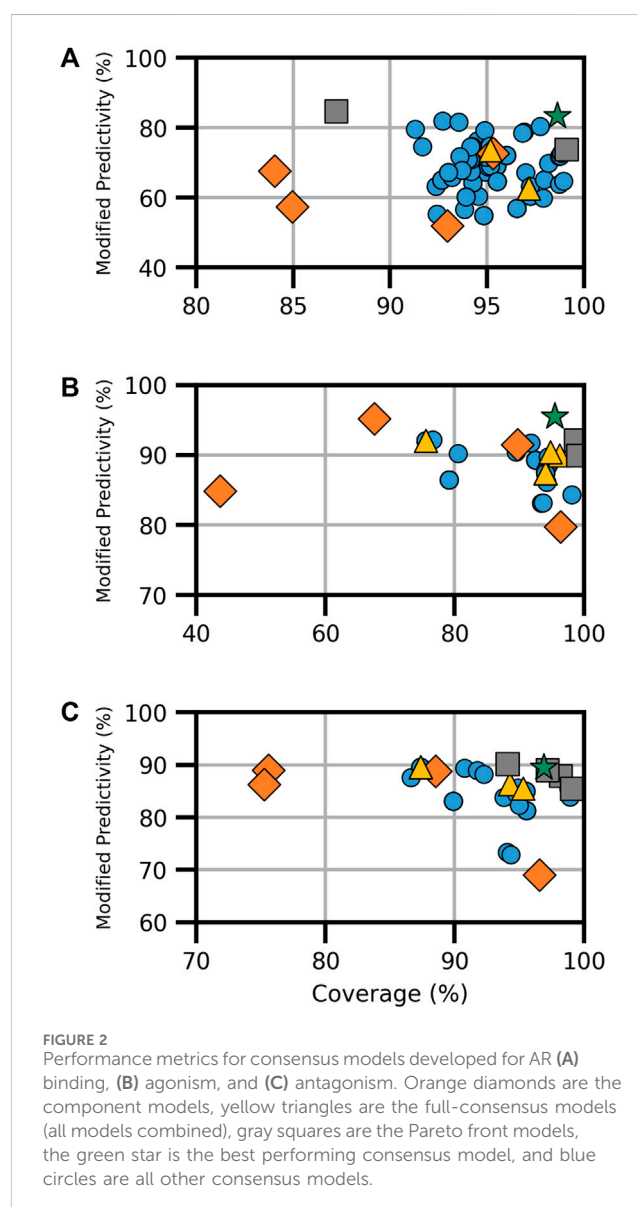 A
Modified Predictivity (%)
100
80
60
40
80 85 90 95 100
B
Modified Predictivity (%)
100
90
80
70
40 60 80 100
C
Modified Predictivity (%)
100
90
80
70
60
70 80 90 100
Coverage (%)
FIGURE 2
Performance metrics for consensus models developed for AR (A)
binding, (B) agonism, and (C) antagonism. Orange diamonds are the
component models, yellow triangles are the full-consensus models
(all models combined), gray squares are the Pareto front models,
the green star is the best performing consensus model, and blue
circles are all other consensus models.